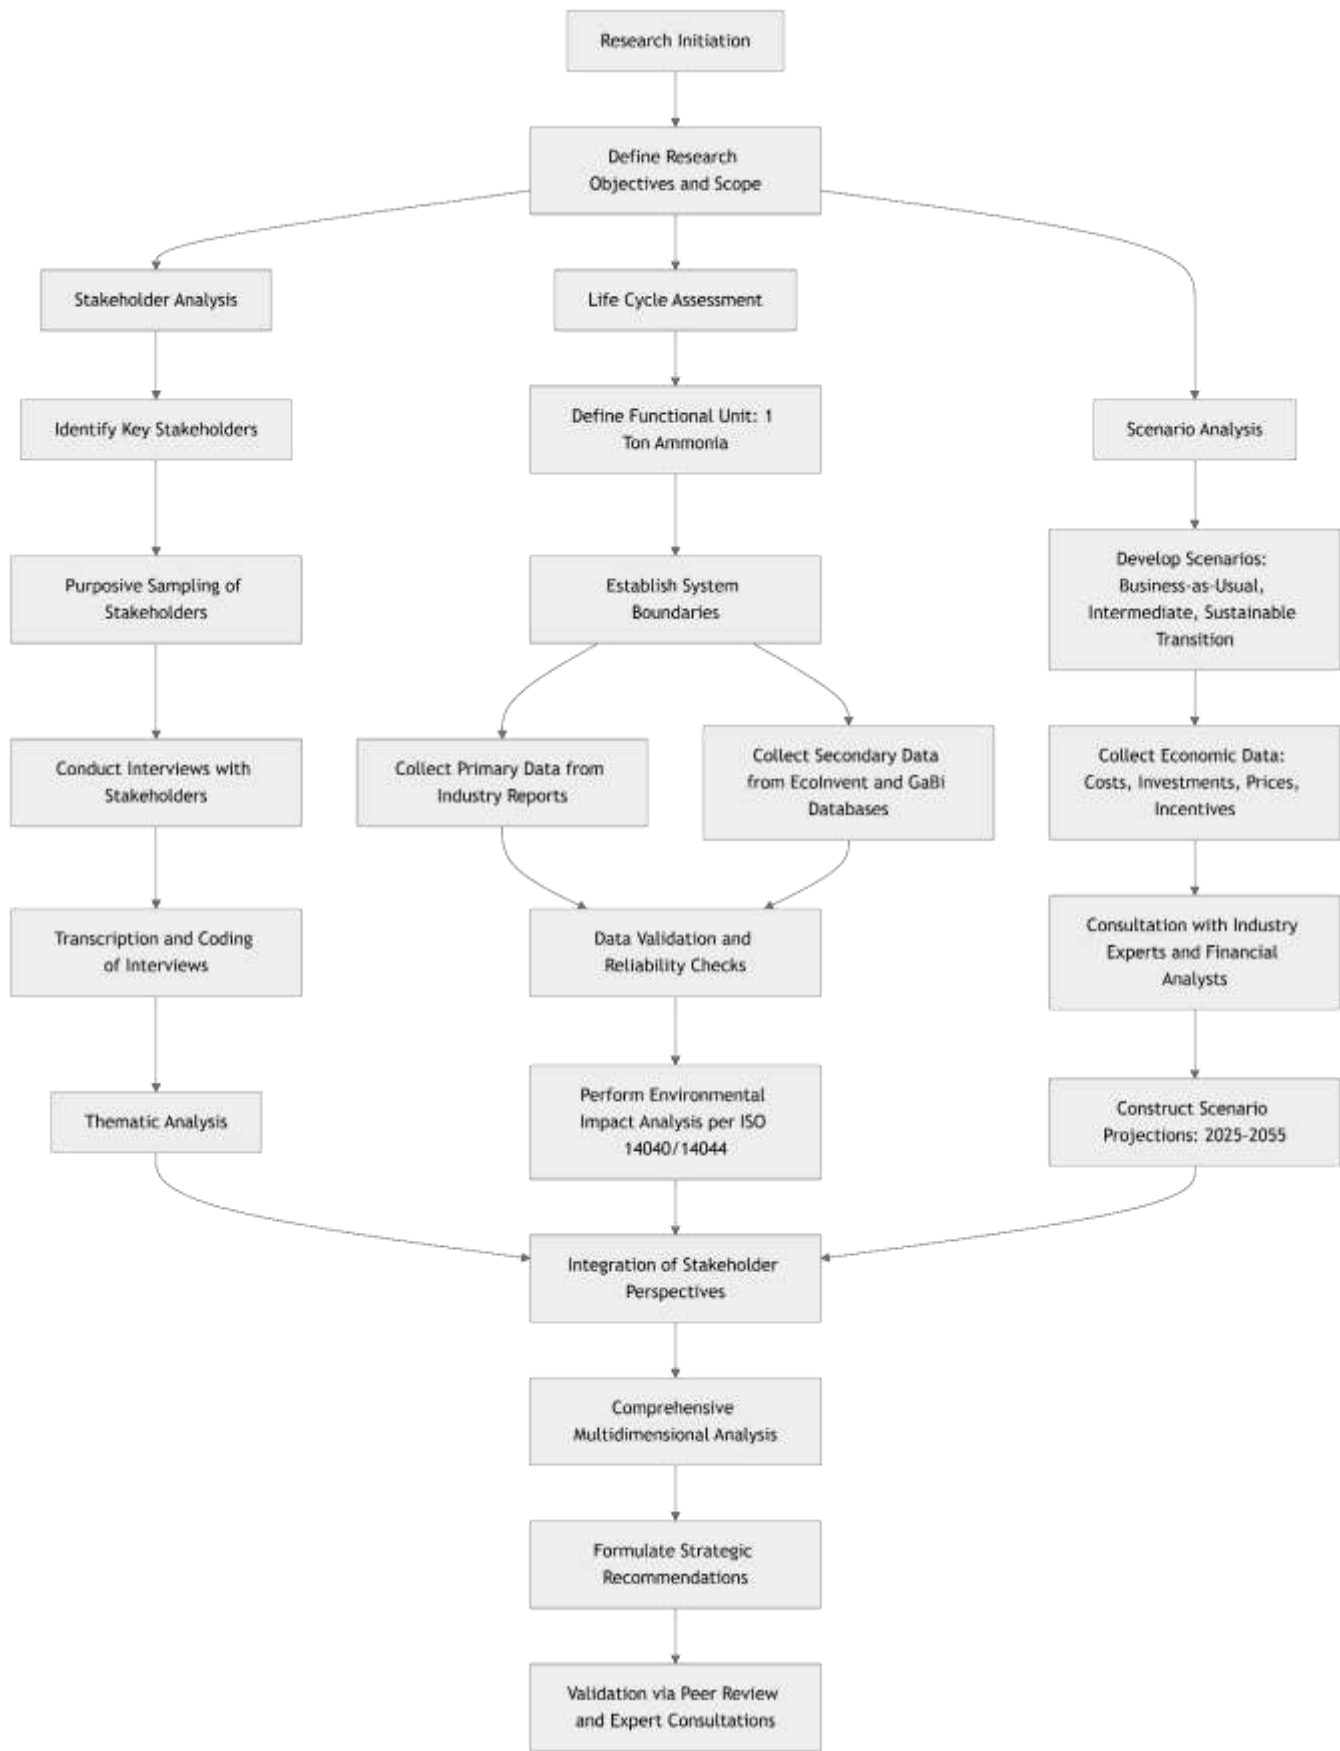 Research Initiation
Define Research
Objectives and Scope
Stakeholder Analysis
Life Cycle Assessment
Identify Key Stakeholders
Define Functional Unit: 1
Ton Ammonia
Scenario Analysis
Purposive Sampling of
Stakeholders
Establish System
Boundaries
Develop Scenarios:
Business-as-Usual,
Intermediate, Sustainable
Transition
Conduct Interviews with
Stakeholders
Collect Primary Data from
Industry Reports
Collect Secondary Data
from EcoInvent and GaBi
Databases
Collect Economic Data:
Costs, Investments, Prices,
Incentives
Transcription and Coding
of Interviews
Data Validation and
Reliability Checks
Consultation with Industry
Experts and Financial
Analysts
Thematic Analysis
Perform Environmental
Impact Analysis per ISO
14040/14044
Construct Scenario
Projections: 2025-2055
Integration of Stakeholder
Perspectives
Comprehensive
Multidimensional Analysis
Formulate Strategic
Recommendations
Validation via Peer Review
and Expert Consultations